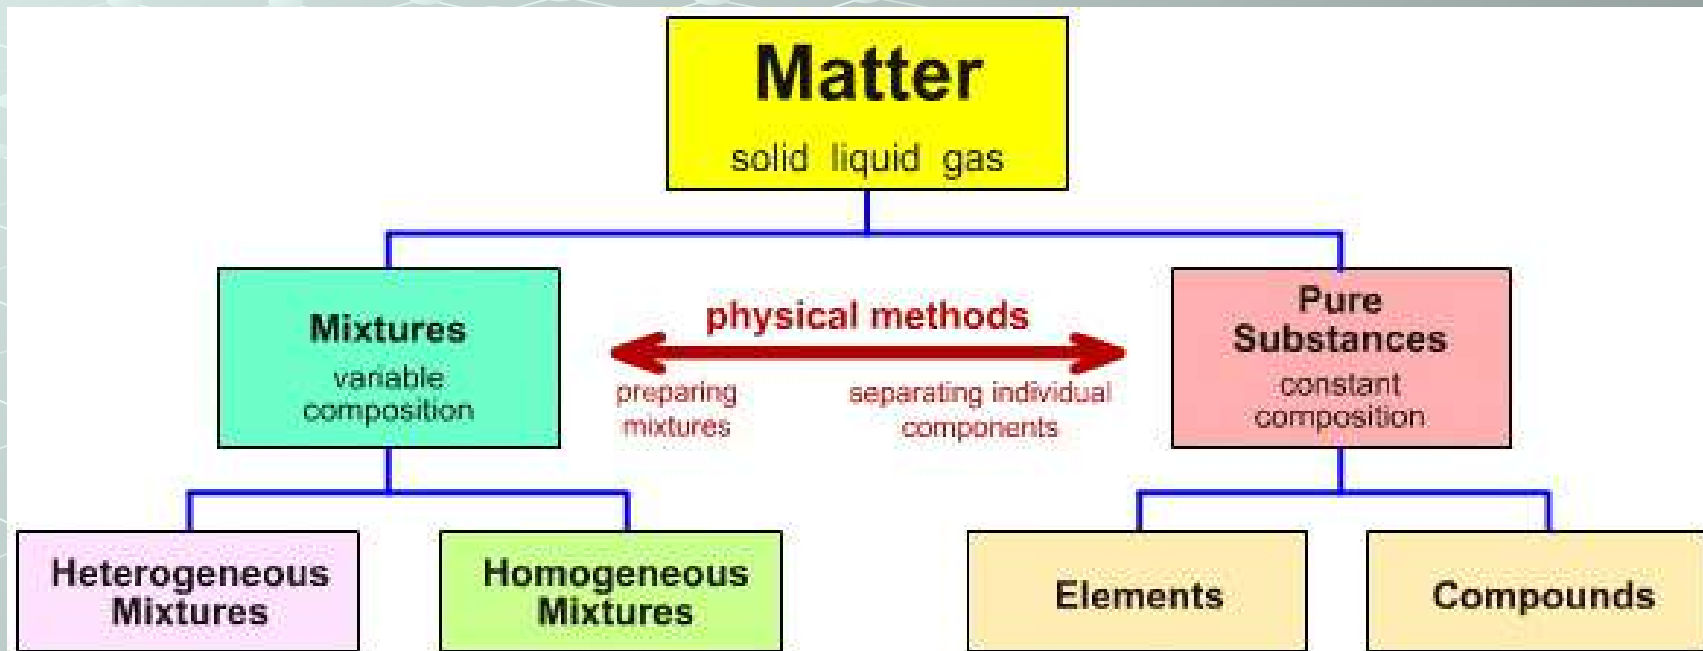 Matter
solid liquid gas
Mixtures
variable
composition
physical methods
preparing
mixtures
separating individual
components
Pure
Substances
constant
composition
Heterogeneous
Mixtures
Homogeneous
Mixtures
Elements
Compounds